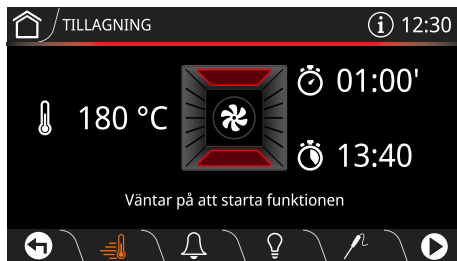 TILLAGNING
12:30
180 °C
01:00'
13:40
Väntar på att starta funktionen